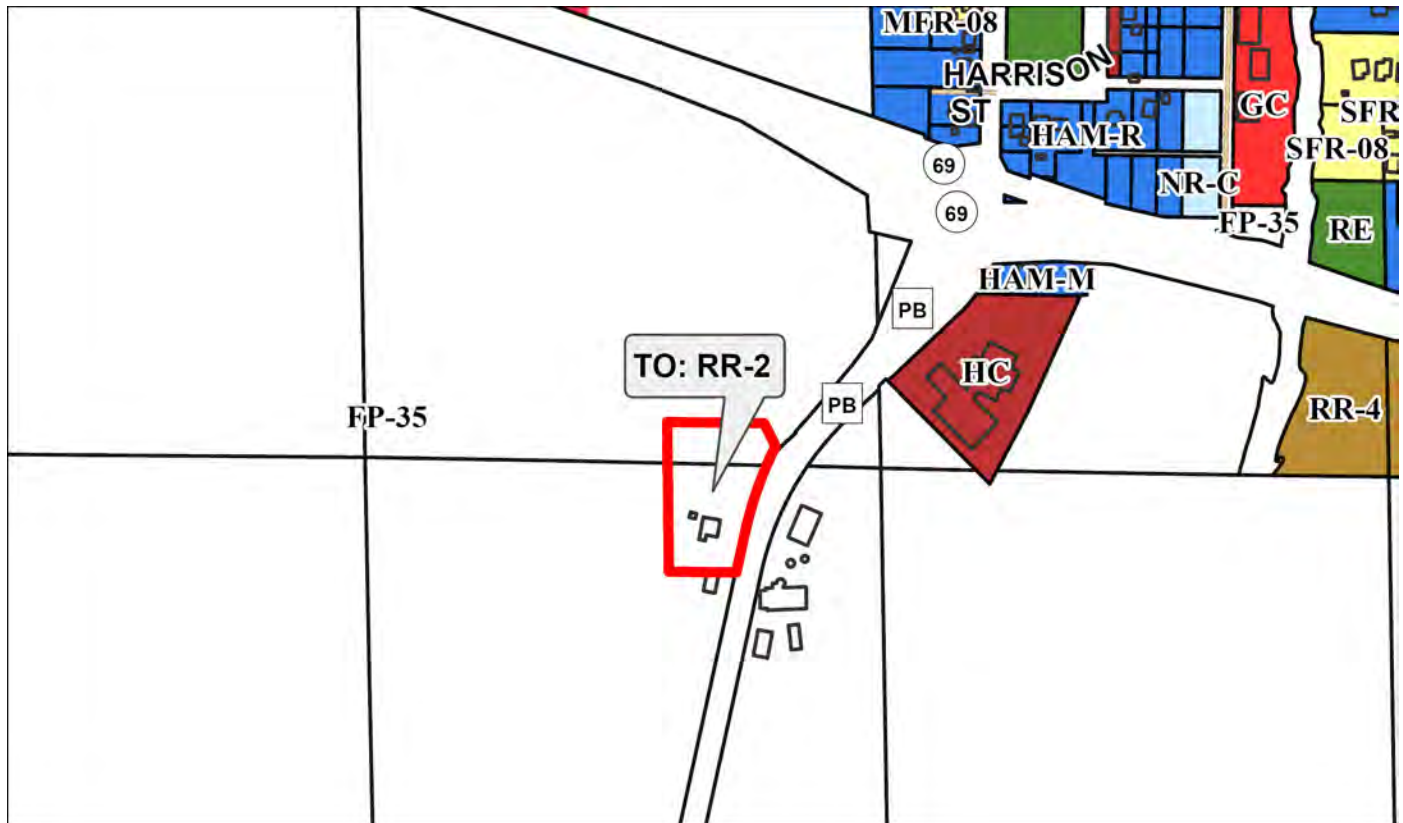 MFR-08
HARRISON
ST
GC
SFR
HAM-R
SFR-08
69
NR-C
69
FP-35
RE
HAM-M
PB
TO: RR-2
HC
PB
FP-35
RR-4